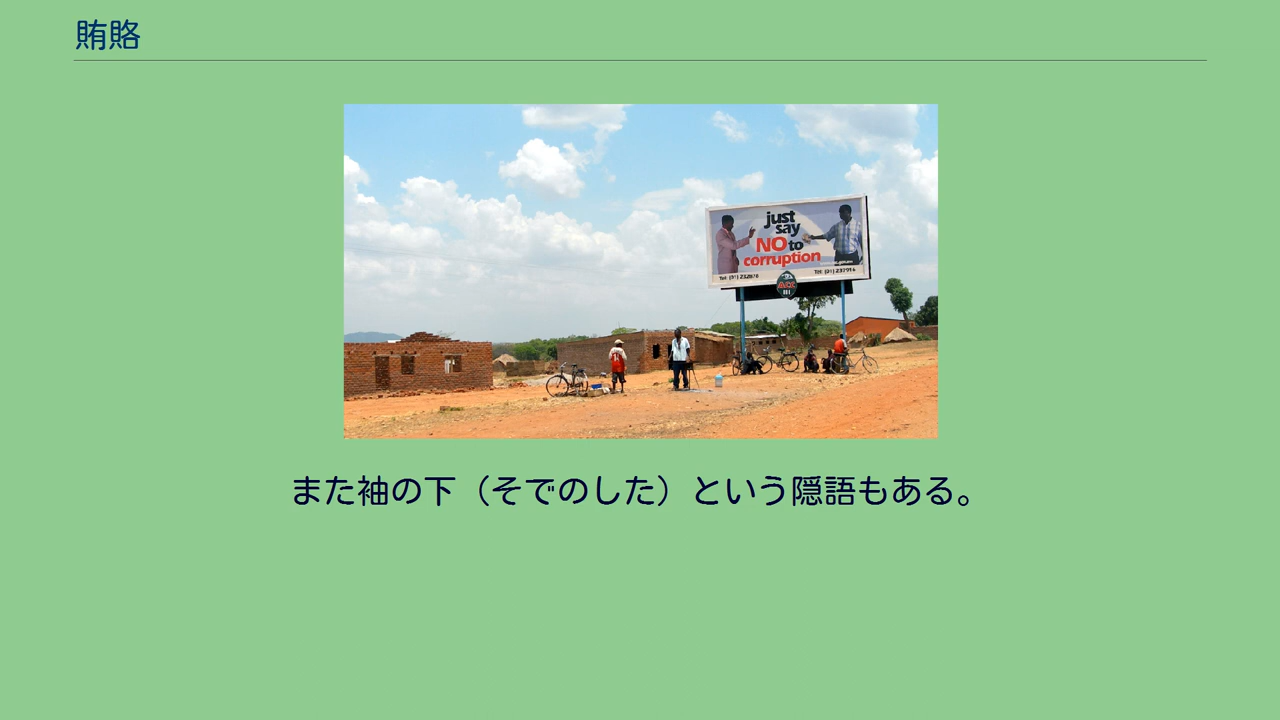 賄賂
just
say
NO to
corruption
また袖の下（そでのした）という隠語もある。